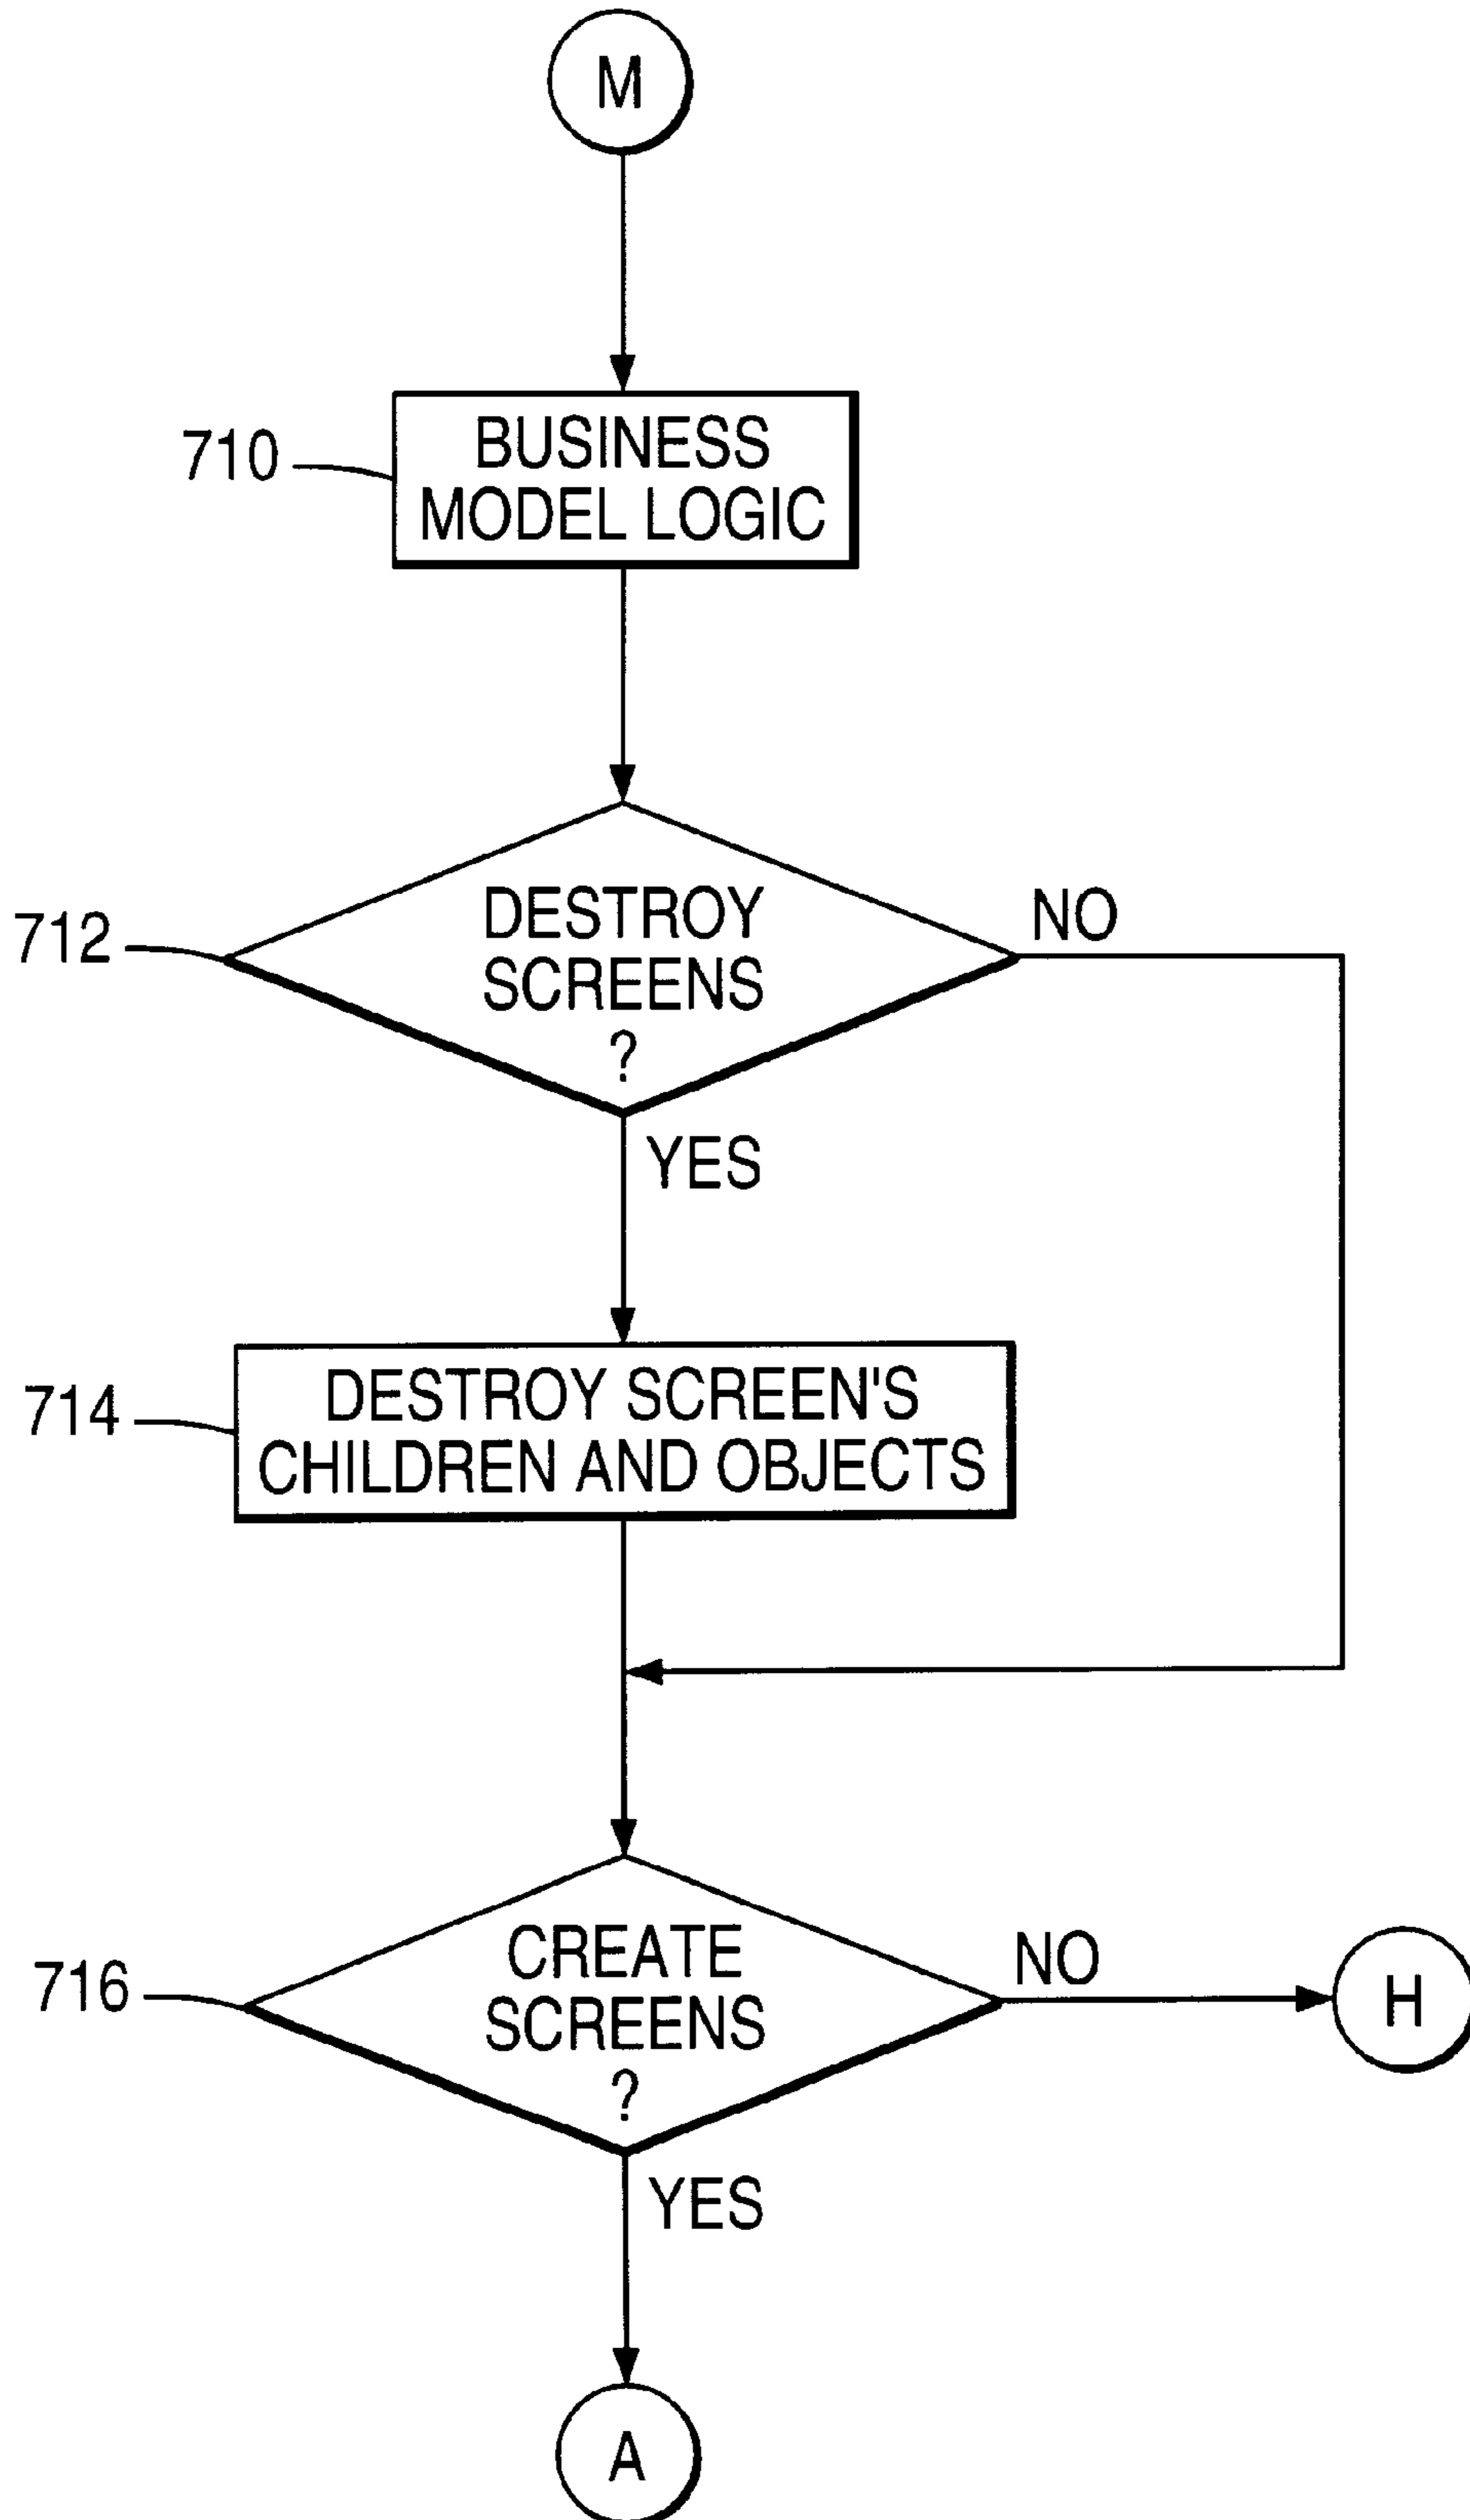 M
710
BUSINESS
MODEL LOGIC
712
DESTROY
SCREENS
?
NO
YES
714
DESTROY SCREEN'S
CHILDREN AND OBJECTS
716
CREATE
SCREENS
?
NO
H
YES
A